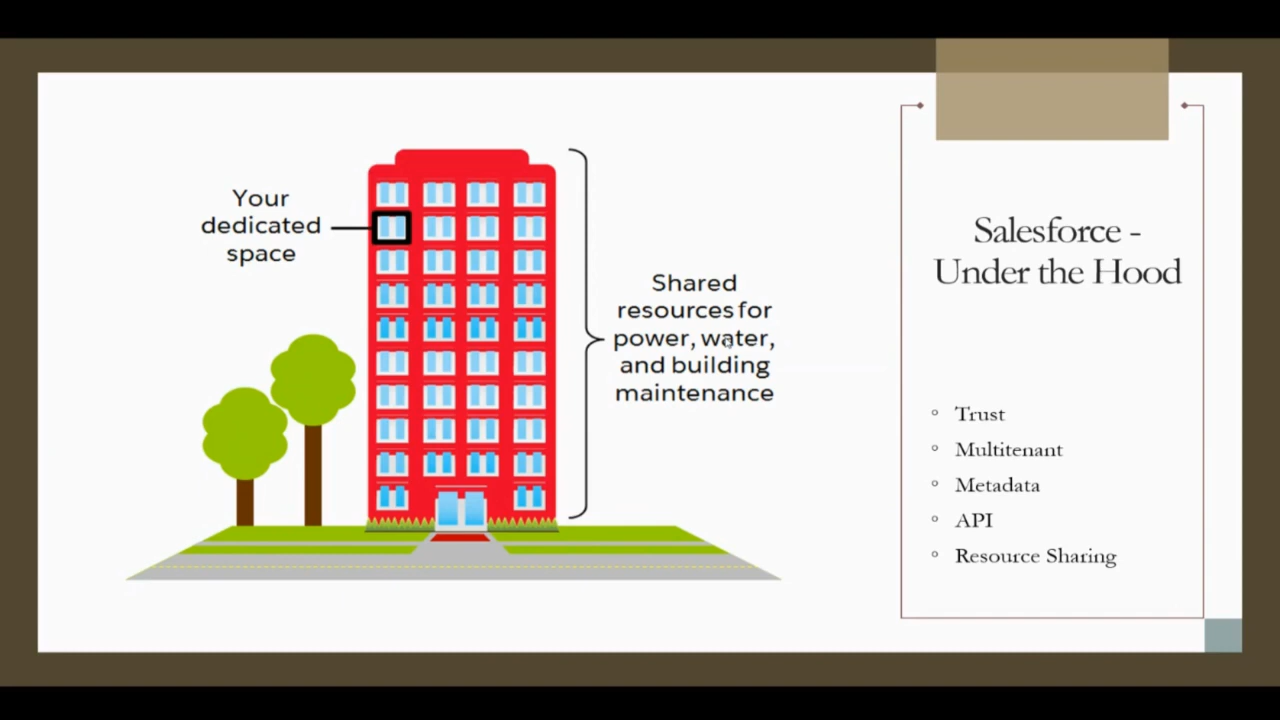 Your
dedicated
space
Shared
resources for
power, water,
and building
maintenance
Salesforce -
Under the Hood
Trust
Multitenant
Metadata
API
Resource Sharing